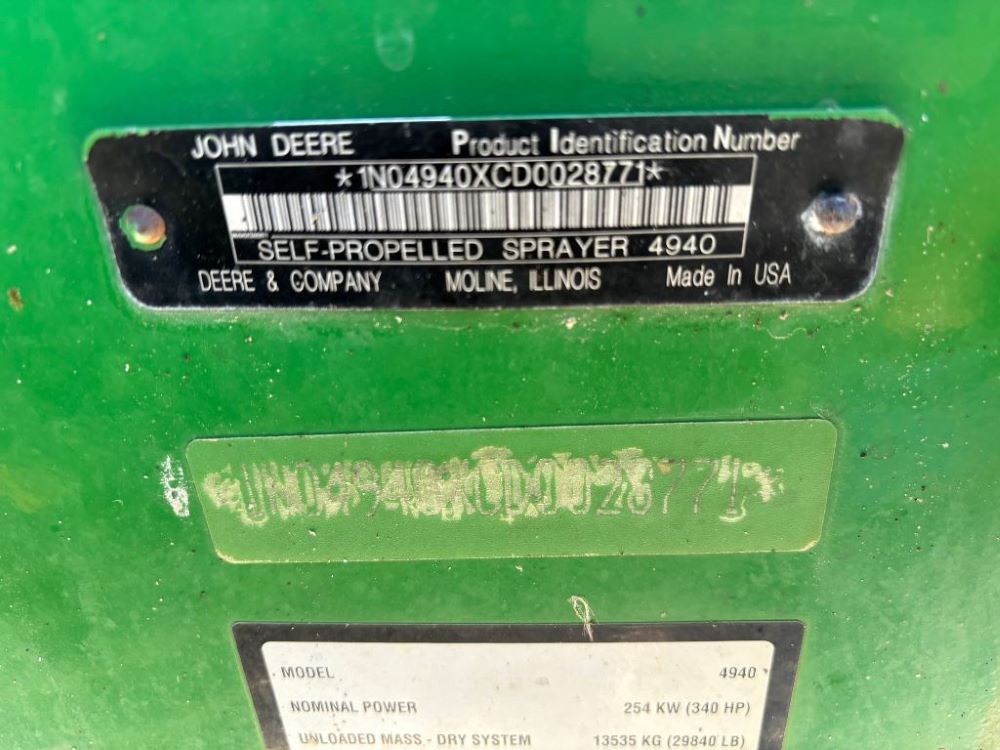 JOHN DEERE Product Identification Number
*1N04940XCD0028771*
SELF-PROPELLED SPRAYER 4940
DEERE & COMPANY MOLINE, ILLINOIS Made In USA
1N04940XCD0028771*
MODEL 4940
NOMINAL POWER 254 KW (340 HP)
UNLOADED MASS - DRY SYSTEM 13535 KG (29840 LB)